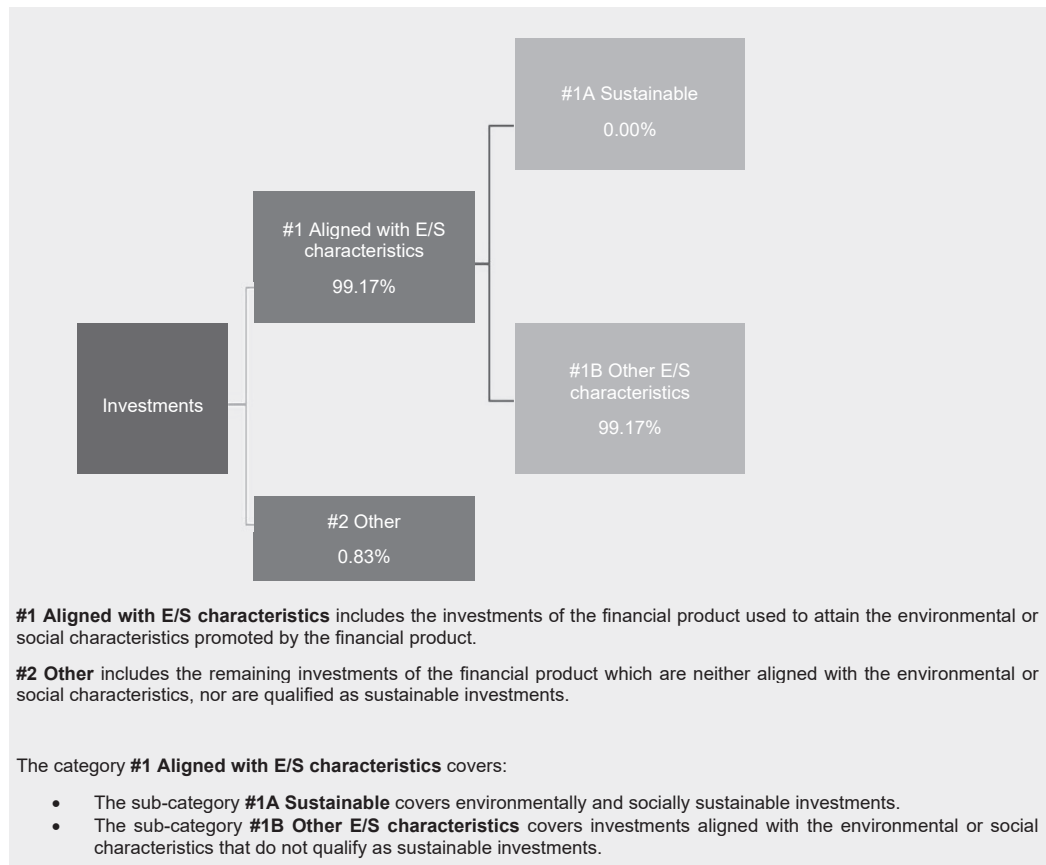 #1A Sustainable
0.00%
#1 Aligned with E/S
characteristics
99.17%
Investments
#1B Other E/S
characteristics
99.17%
#2 Other
0.83%
#1 Aligned with E/S characteristics includes the investments of the financial product used to attain the environmental or
social characteristics promoted by the financial product.
#2 Other includes the remaining investments of the financial product which are neither aligned with the environmental or
social characteristics, nor are qualified as sustainable investments.
The category #1 Aligned with E/S characteristics covers:
• The sub-category #1A Sustainable covers environmentally and socially sustainable investments.
• The sub-category #1B Other E/S characteristics covers investments aligned with the environmental or social
characteristics that do not qualify as sustainable investments.